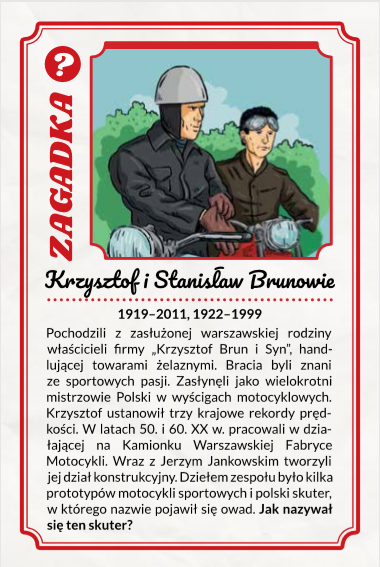 ZAGADKA ?
Krzysztof i Stanisław Brunowie
1919–2011, 1922–1999
Pochodzili z zasłużonej warszawskiej rodziny
właścicieli firmy „Krzysztof Brun i Syn”, hand-
lującej towarami żelaznymi. Bracia byli znani
ze sportowych pasji. Zasłynęli jako wielokrotni
mistrzowie Polski w wyścigach motocyklowych.
Krzysztof ustanowił trzy krajowe rekordy pręd-
kości. W latach 50. i 60. XX w. pracowali w dzia-
łającej na Kamionku Warszawskiej Fabryce
Motocykli. Wraz z Jerzym Jankowskim tworzyli
jej dział konstrukcyjny. Dziełem zespołu było kilka
prototypów motocykli sportowych i polski skuter,
w którego nazwie pojawił się owad. Jak nazywał
się ten skuter?